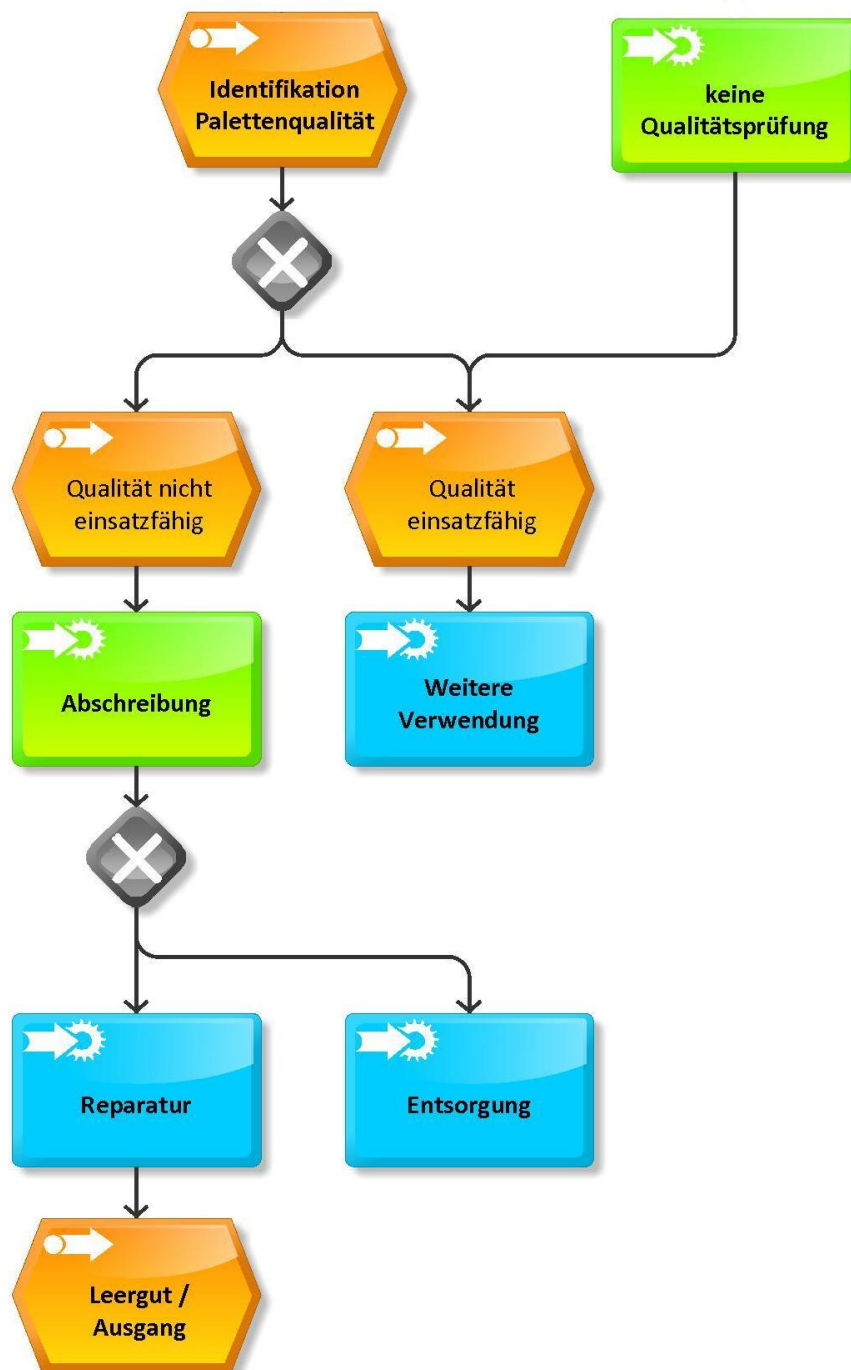 Identifikation
Palettenqualität
keine
Qualitätsprüfung
Qualität nicht
einsatzfähig
Qualität
einsatzfähig
Abschreibung
Weitere
Verwendung
Reparatur
Entsorgung
Leergut /
Ausgang